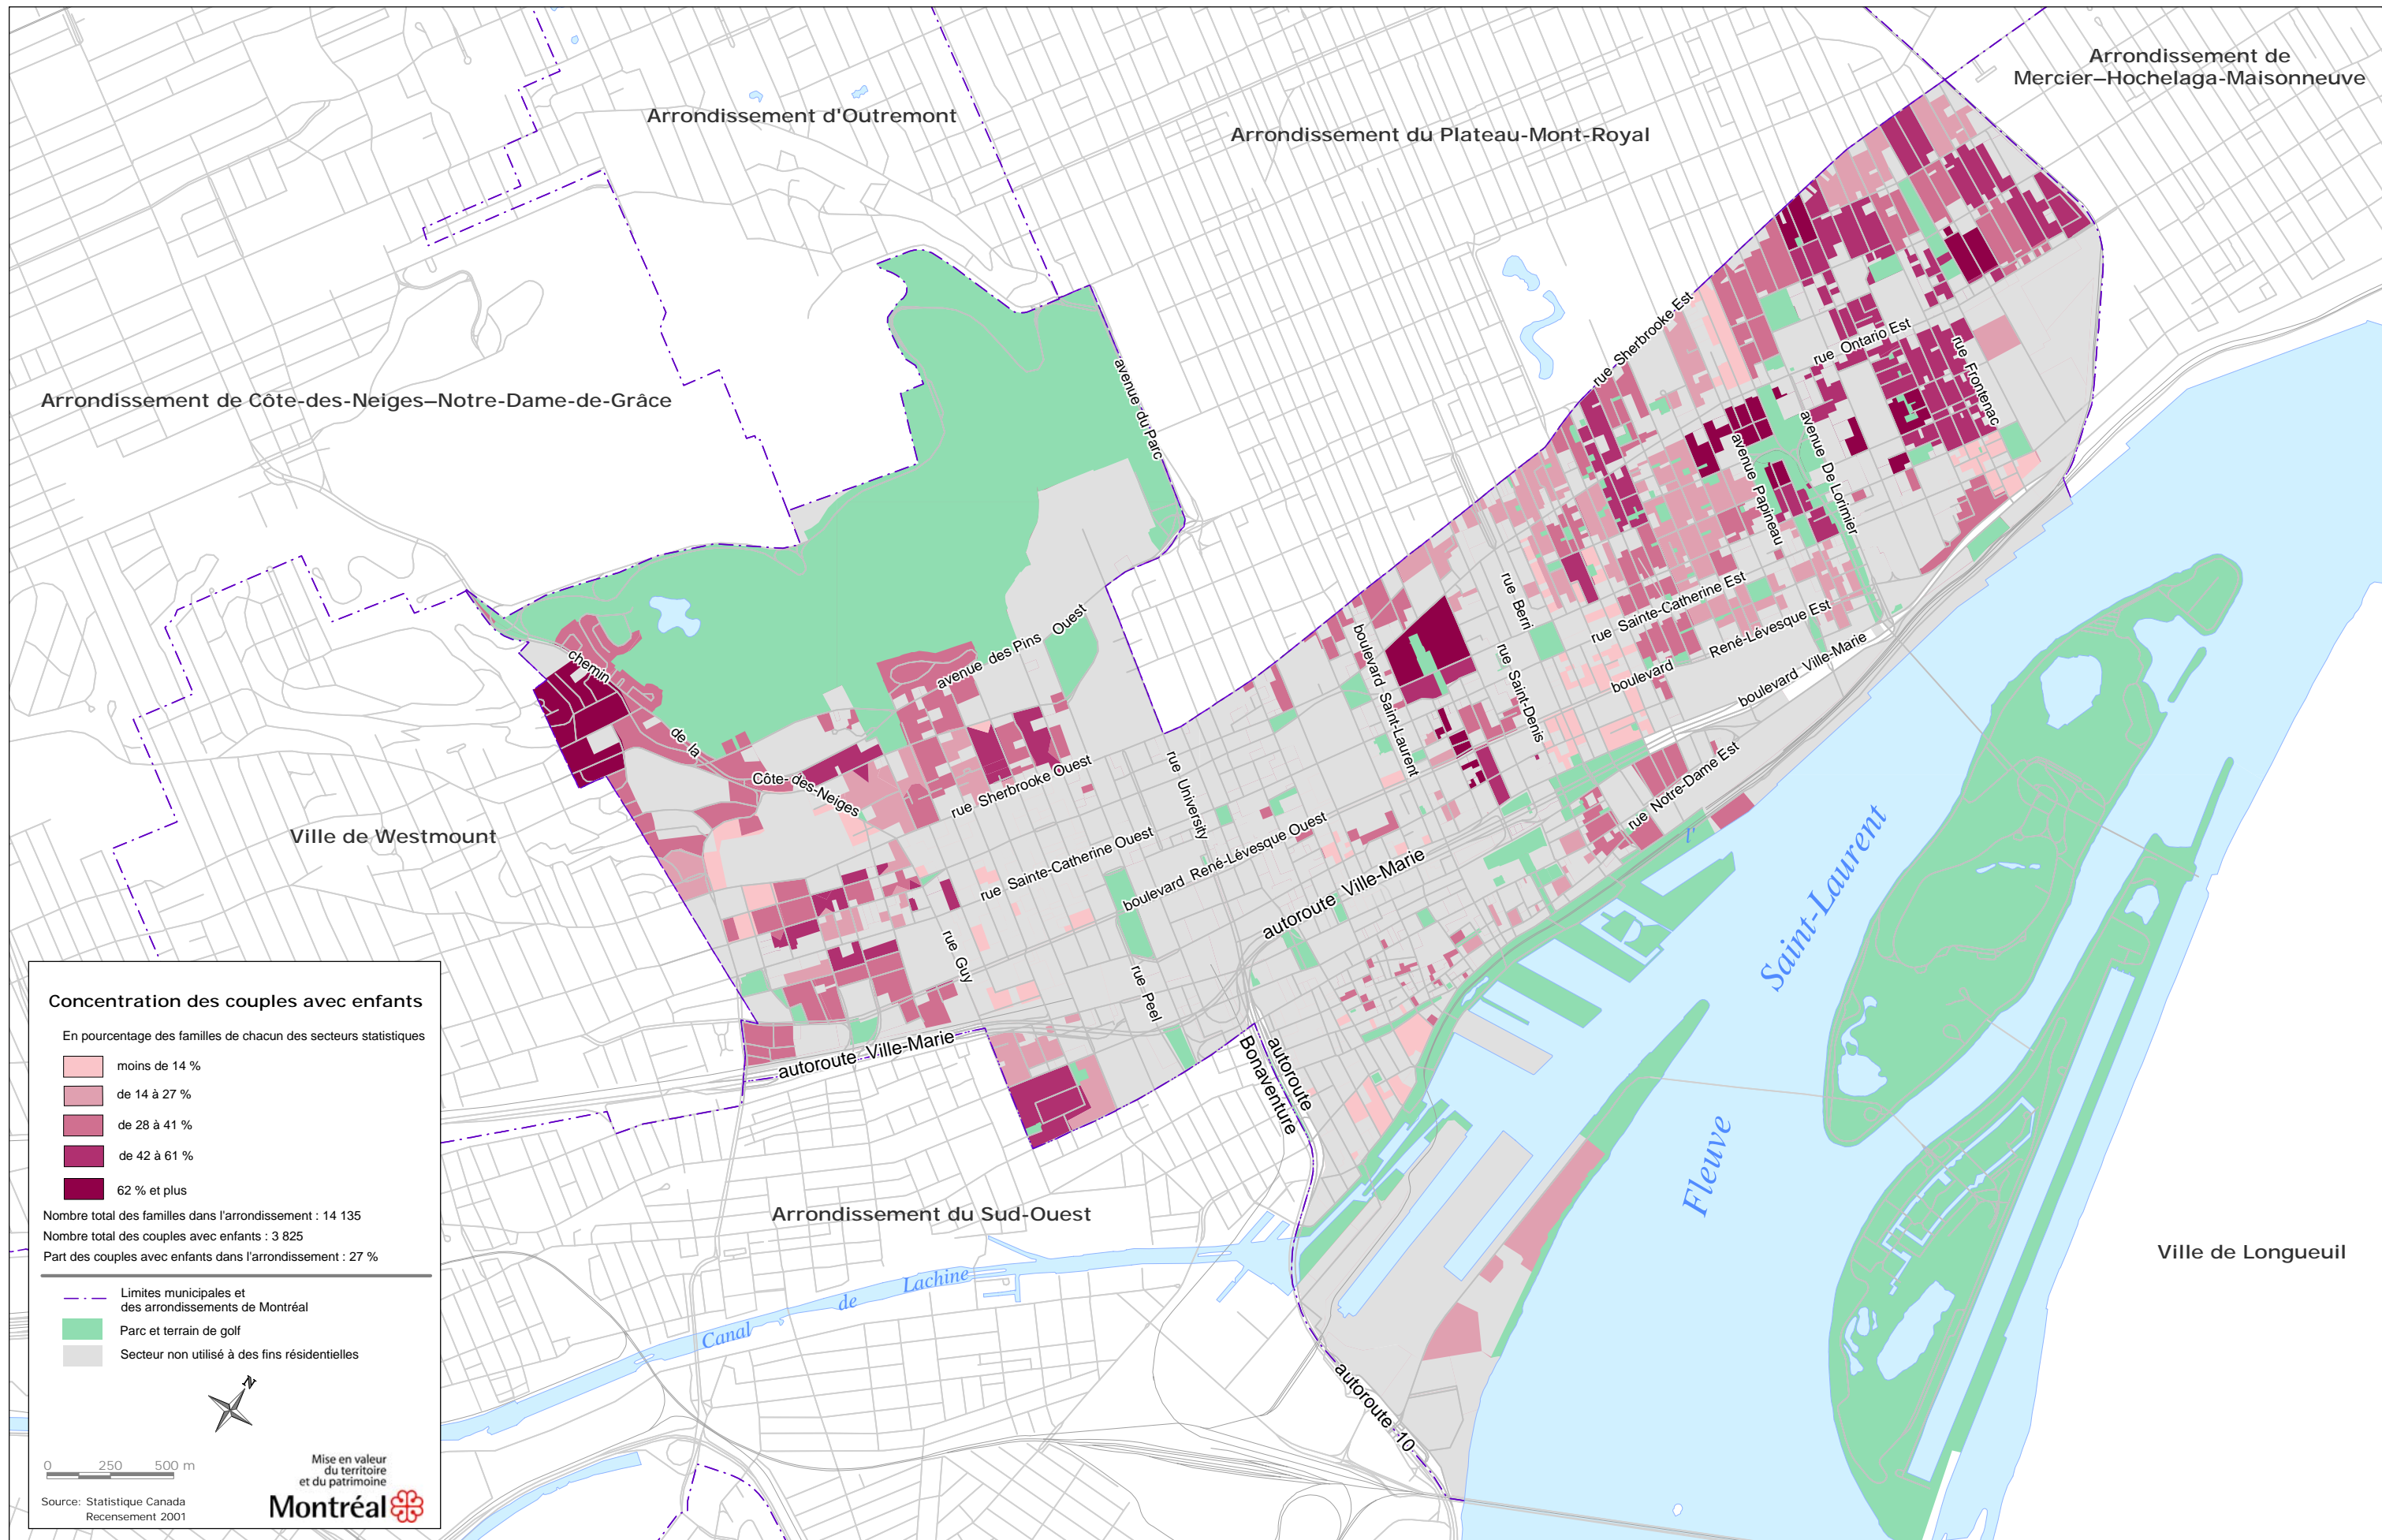 Arrondissement de
Mercier–Hochelaga-Maisonneuve
Arrondissement d'Outremont
Arrondissement du Plateau-Mont-Royal
Arrondissement de Côte-des-Neiges–Notre-Dame-de-Grâce
avenue du Parc
rue Sherbrooke Est
rue Ontario Est
rue Frontenac
avenue De Lorimier
avenue Papineau
rue Sainte-Catherine Est
boulevard René-Lévesque Est
boulevard Ville-Marie
rue Berri
rue Saint-Denis
boulevard Saint-Laurent
avenue des Pins Ouest
chemin de la Côte-des-Neiges
rue Sherbrooke Ouest
rue University
rue Sainte-Catherine Ouest
boulevard René-Lévesque Ouest
autoroute Ville-Marie
rue Notre-Dame Est
rue Guy
rue Peel
autoroute Ville-Marie
autoroute
Bonaventure
autoroute 10
Ville de Westmount
Arrondissement du Sud-Ouest
Ville de Longueuil
Canal de Lachine
Fleuve Saint-Laurent
l'
Concentration des couples avec enfants
En pourcentage des familles de chacun des secteurs statistiques
moins de 14 %
de 14 à 27 %
de 28 à 41 %
de 42 à 61 %
62 % et plus
Nombre total des familles dans l'arrondissement : 14 135
Nombre total des couples avec enfants : 3 825
Part des couples avec enfants dans l'arrondissement : 27 %
Limites municipales et
des arrondissements de Montréal
Parc et terrain de golf
Secteur non utilisé à des fins résidentielles
N
0 250 500 m
Source: Statistique Canada
Recensement 2001
Mise en valeur
du territoire
et du patrimoine
Montréal